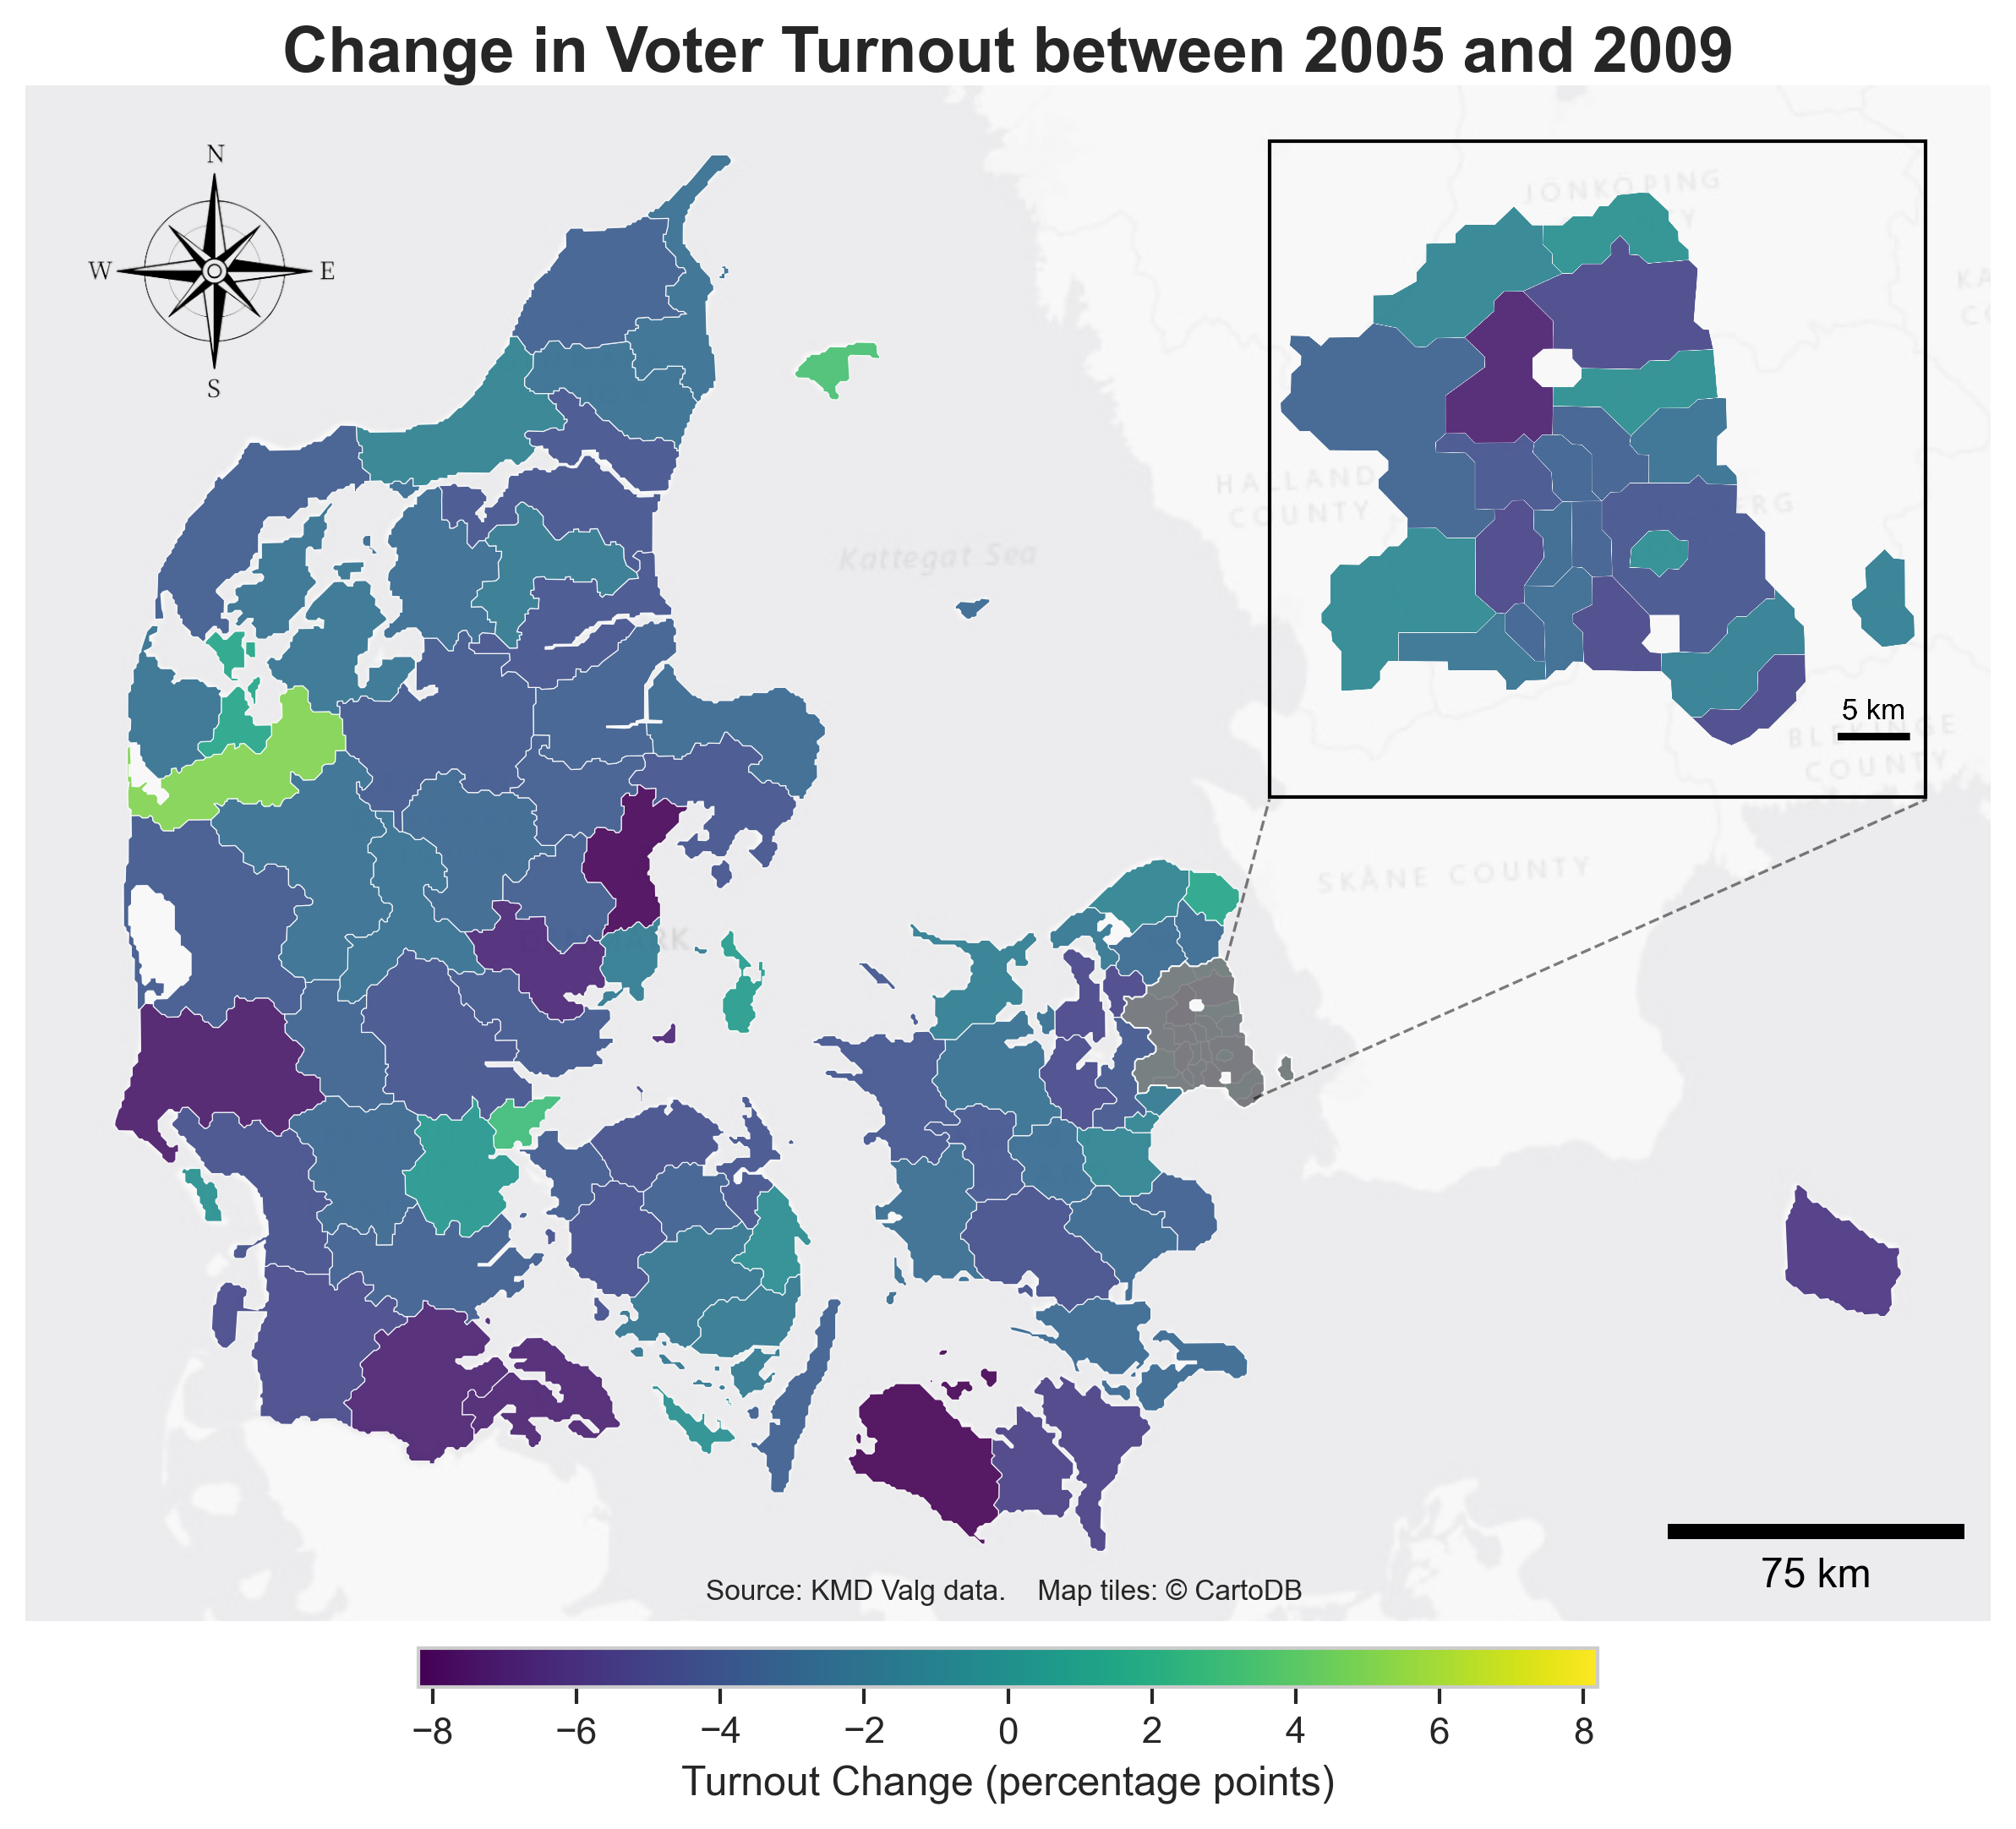 Change in Voter Turnout between 2005 and 2009
N
W
E
S
JÖNKÖPING
HALLAND
COUNTY
Kattegat Sea
BLEKINGE
COUNTY
SKÅNE COUNTY
5 km
75 km
Source: KMD Valg data. Map tiles: © CartoDB
−8 −6 −4 −2 0 2 4 6 8
Turnout Change (percentage points)